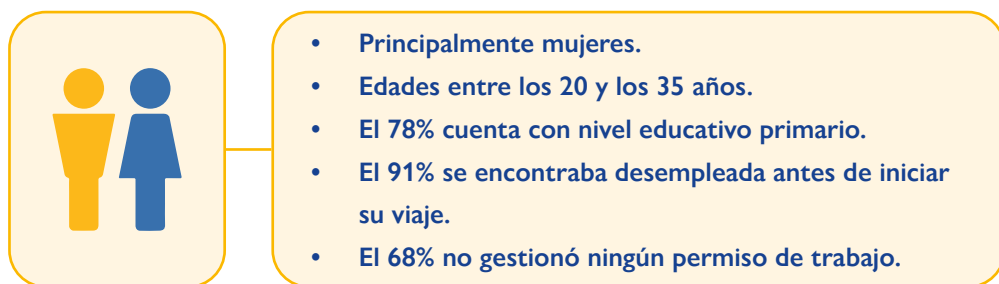 • Principalmente mujeres.
• Edades entre los 20 y los 35 años.
• El 78% cuenta con nivel educativo primario.
• El 91% se encontraba desempleada antes de iniciar
su viaje.
• El 68% no gestionó ningún permiso de trabajo.